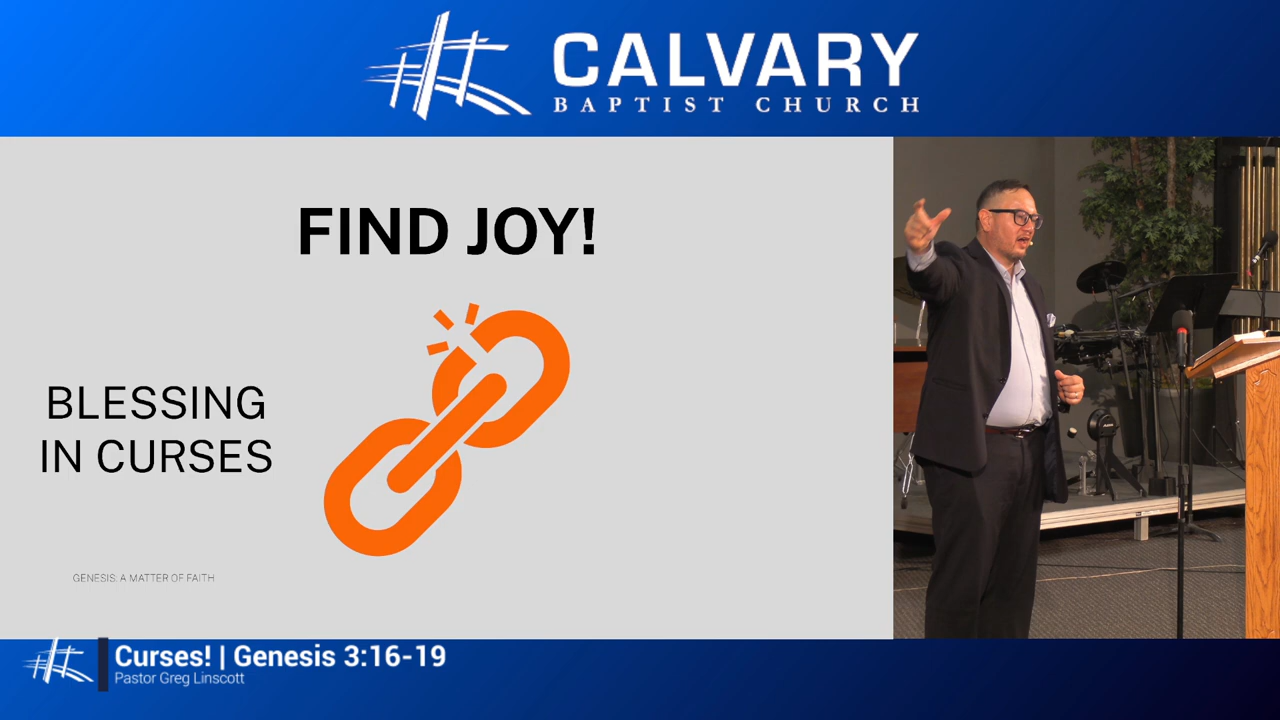 CALVARY
BAPTIST CHURCH
FIND JOY!
BLESSING
IN CURSES
GENESIS: A MATTER OF FAITH
Curses! | Genesis 3:16-19
Pastor Greg Linscott